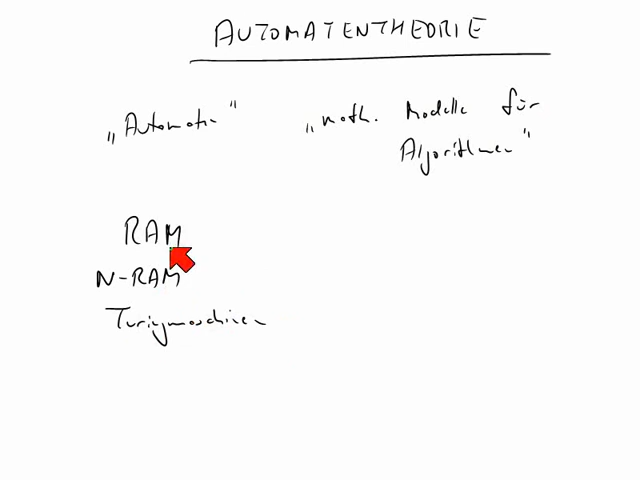 AUTOMATENTHEORIE
„Automaten" „math. Modelle für
Algorithmen"
RAM
N-RAM
Turingmaschinen